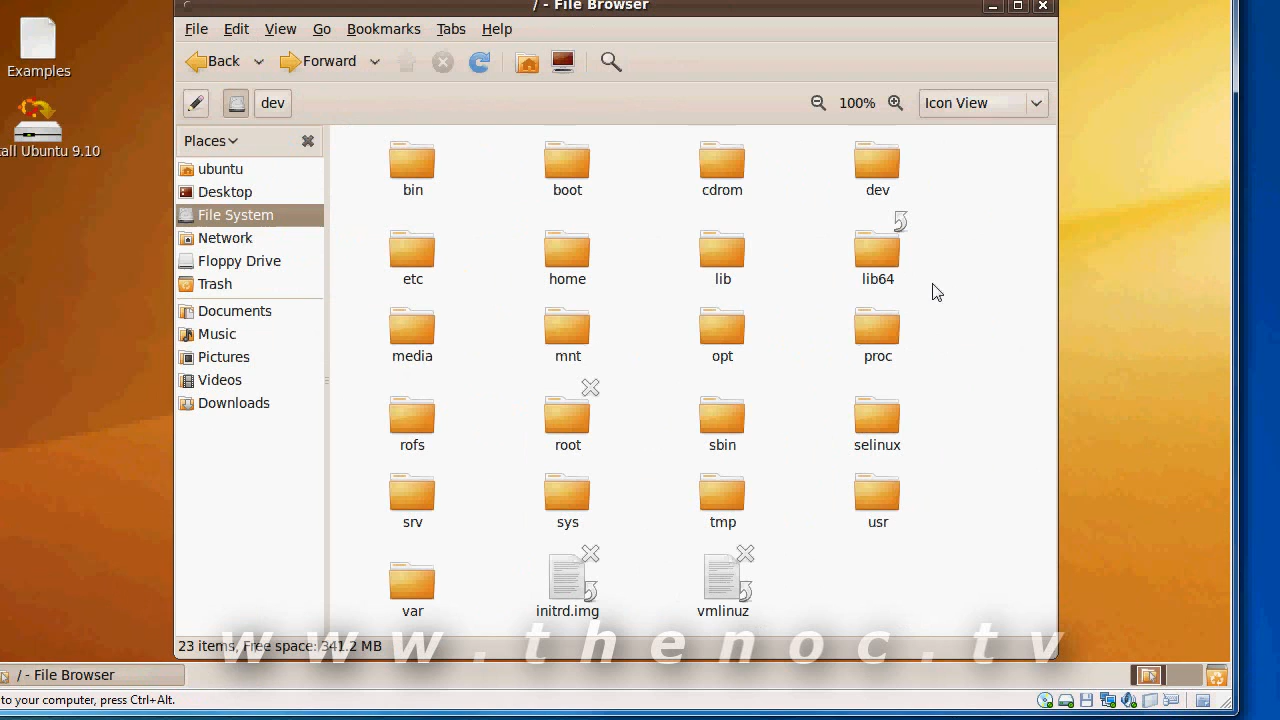 / - File Browser
File Edit View Go Bookmarks Tabs Help
Back Forward
dev 100% Icon View
Examples
all Ubuntu 9.10
Places
ubuntu
Desktop
File System
Network
Floppy Drive
Trash
Documents
Music
Pictures
Videos
Downloads
bin boot cdrom dev
etc home lib lib64
media mnt opt proc
rofs root sbin selinux
srv sys tmp usr
var initrd.img vmlinuz
23 items, Free space: 341.2 MB
www.thenoc.tv
/ - File Browser
to your computer, press Ctrl+Alt.